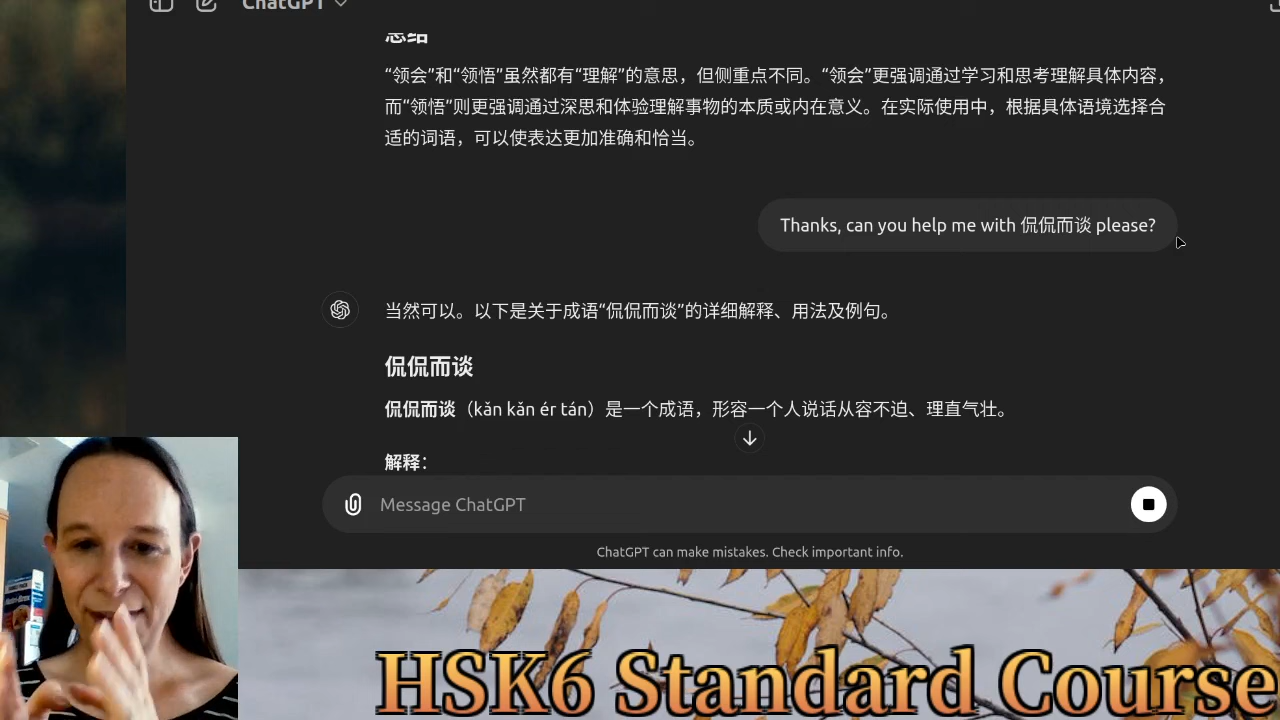 ChatGPT
总结
“领会”和“领悟”虽然都有“理解”的意思，但侧重点不同。“领会”更强调通过学习和思考理解具体内容，
而“领悟”则更强调通过深思和体验理解事物的本质或内在意义。在实际使用中，根据具体语境选择合
适的词语，可以使表达更加准确和恰当。
Thanks, can you help me with 侃侃而谈 please?
当然可以。以下是关于成语“侃侃而谈”的详细解释、用法及例句。
侃侃而谈
侃侃而谈（kǎn kǎn ér tán）是一个成语，形容一个人说话从容不迫、理直气壮。
解释：
Message ChatGPT
ChatGPT can make mistakes. Check important info.
HSK6 Standard Course